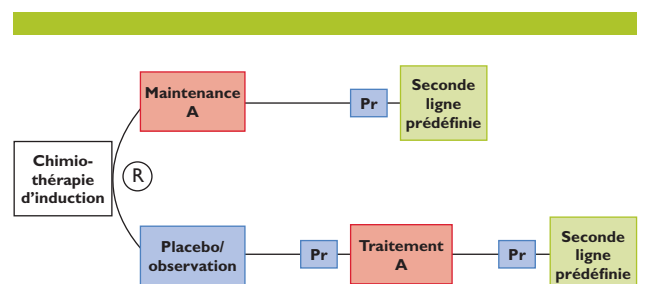 Maintenance
A
Pr
Seconde
ligne
prédéfinie
Chimio-
thérapie
d'induction
R
Placebo/
observation
Pr
Traitement
A
Pr
Seconde
ligne
prédéfinie